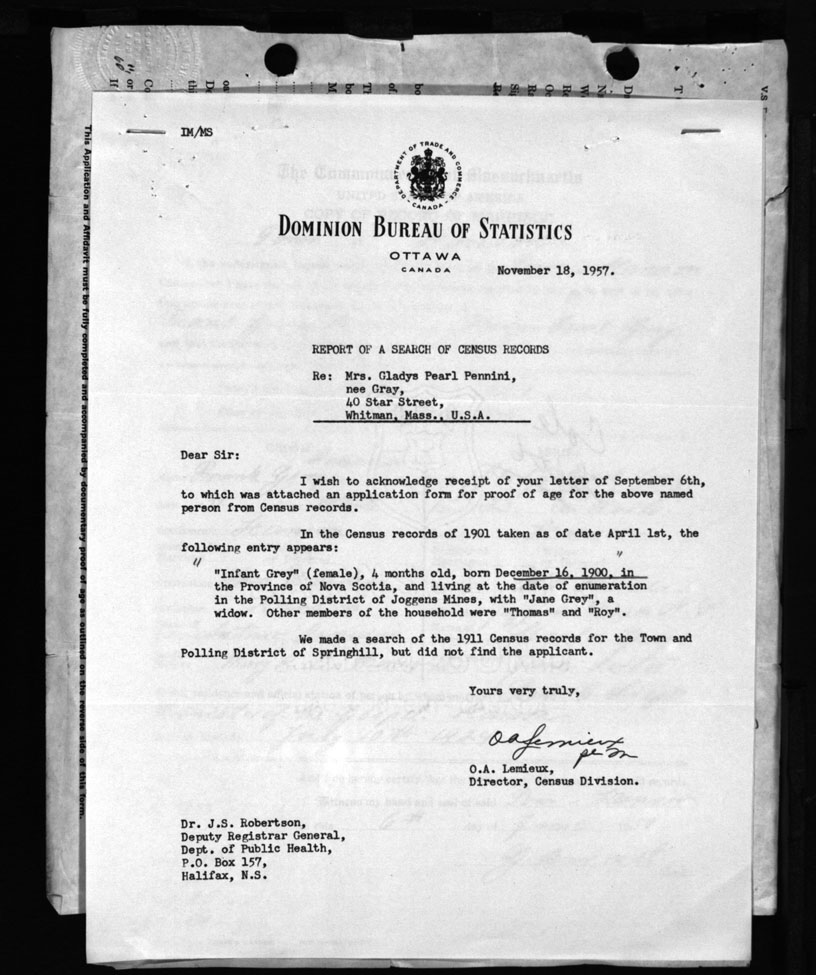 IM/MS
DEPARTMENT OF TRADE AND COMMERCE
CANADA
DOMINION BUREAU OF STATISTICS
OTTAWA
CANADA
November 18, 1957.
REPORT OF A SEARCH OF CENSUS RECORDS
Re: Mrs. Gladys Pearl Pennini,
nee Gray,
40 Star Street,
Whitman, Mass., U.S.A.
Dear Sir:
I wish to acknowledge receipt of your letter of September 6th,
to which was attached an application form for proof of age for the above named
person from Census records.
In the Census records of 1901 taken as of date April 1st, the
following entry appears:
"Infant Grey" (female), 4 months old, born December 16, 1900, in
the Province of Nova Scotia, and living at the date of enumeration
in the Polling District of Joggens Mines, with "Jane Grey", a
widow. Other members of the household were "Thomas" and "Roy".
We made a search of the 1911 Census records for the Town and
Polling District of Springhill, but did not find the applicant.
Yours very truly,
O A Lemieux
per m
O.A. Lemieux,
Director, Census Division.
Dr. J.S. Robertson,
Deputy Registrar General,
Dept. of Public Health,
P.O. Box 157,
Halifax, N.S.
This Application and Affidavit must be fully completed and accompanied by documentary proof of age as outlined on the reverse side of this form.